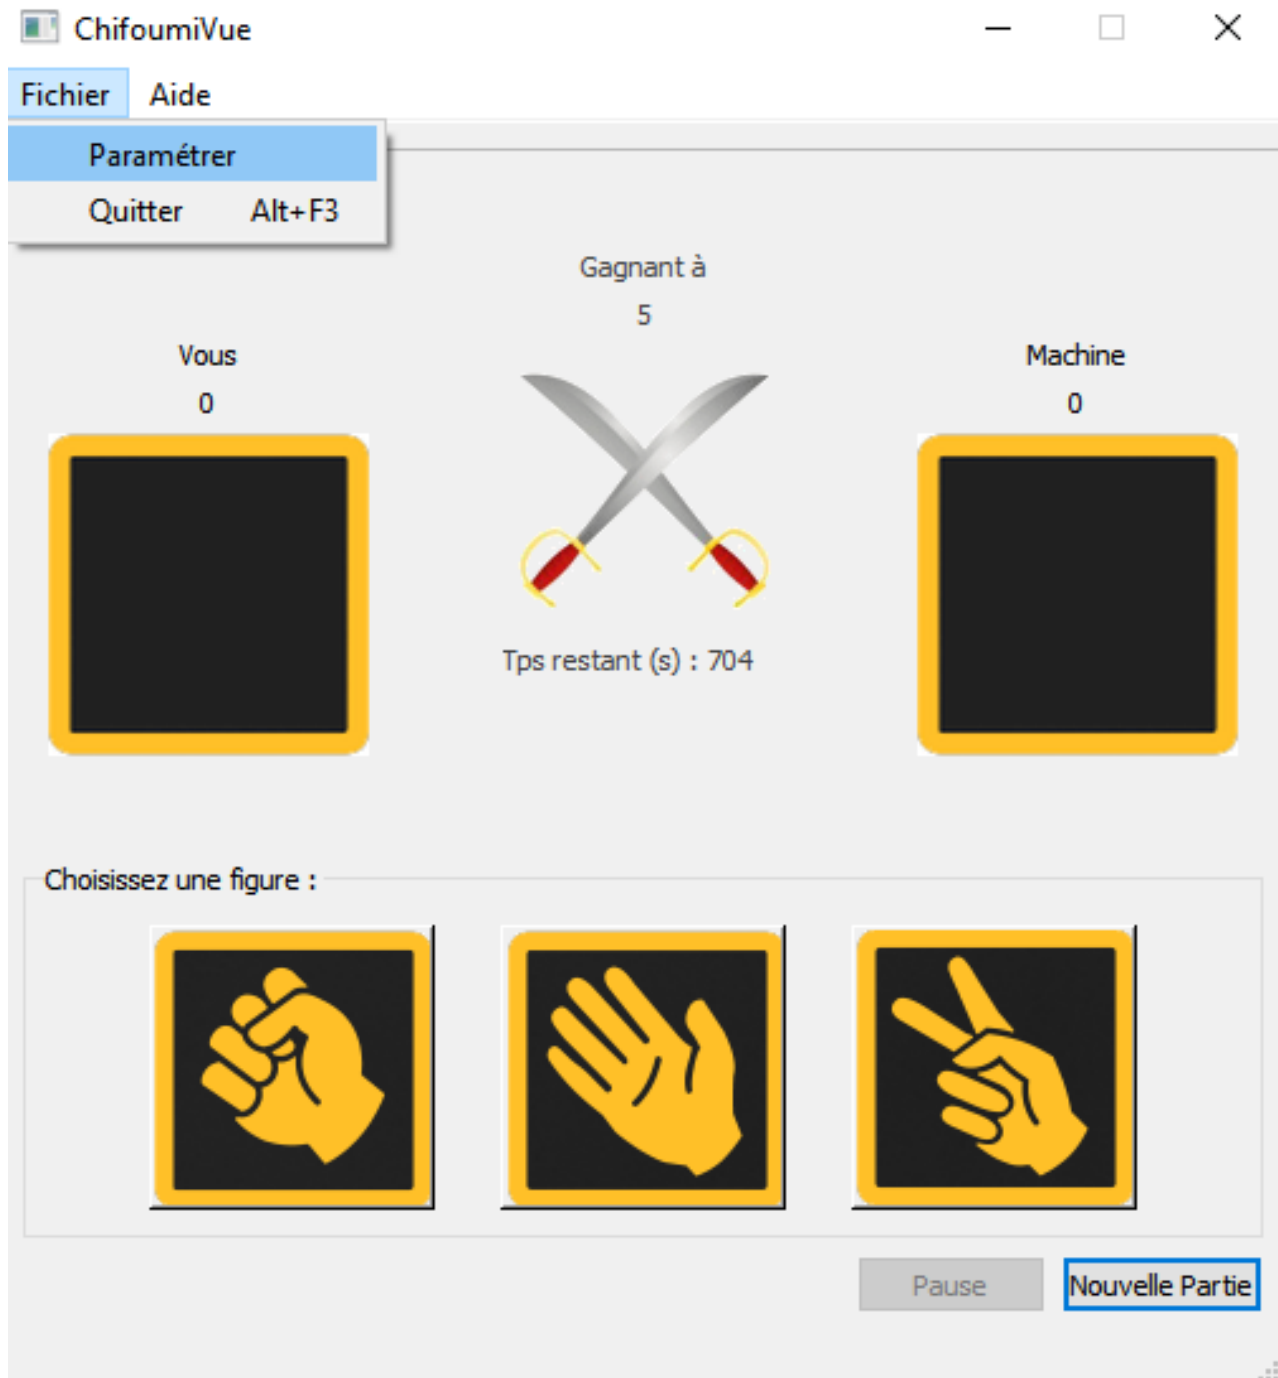 ChifoumiVue
Fichier Aide
Paramétrer
Quitter Alt+F3
Gagnant à
5
Vous Machine
0 0
Tps restant (s) : 704
Choisissez une figure :
Pause Nouvelle Partie